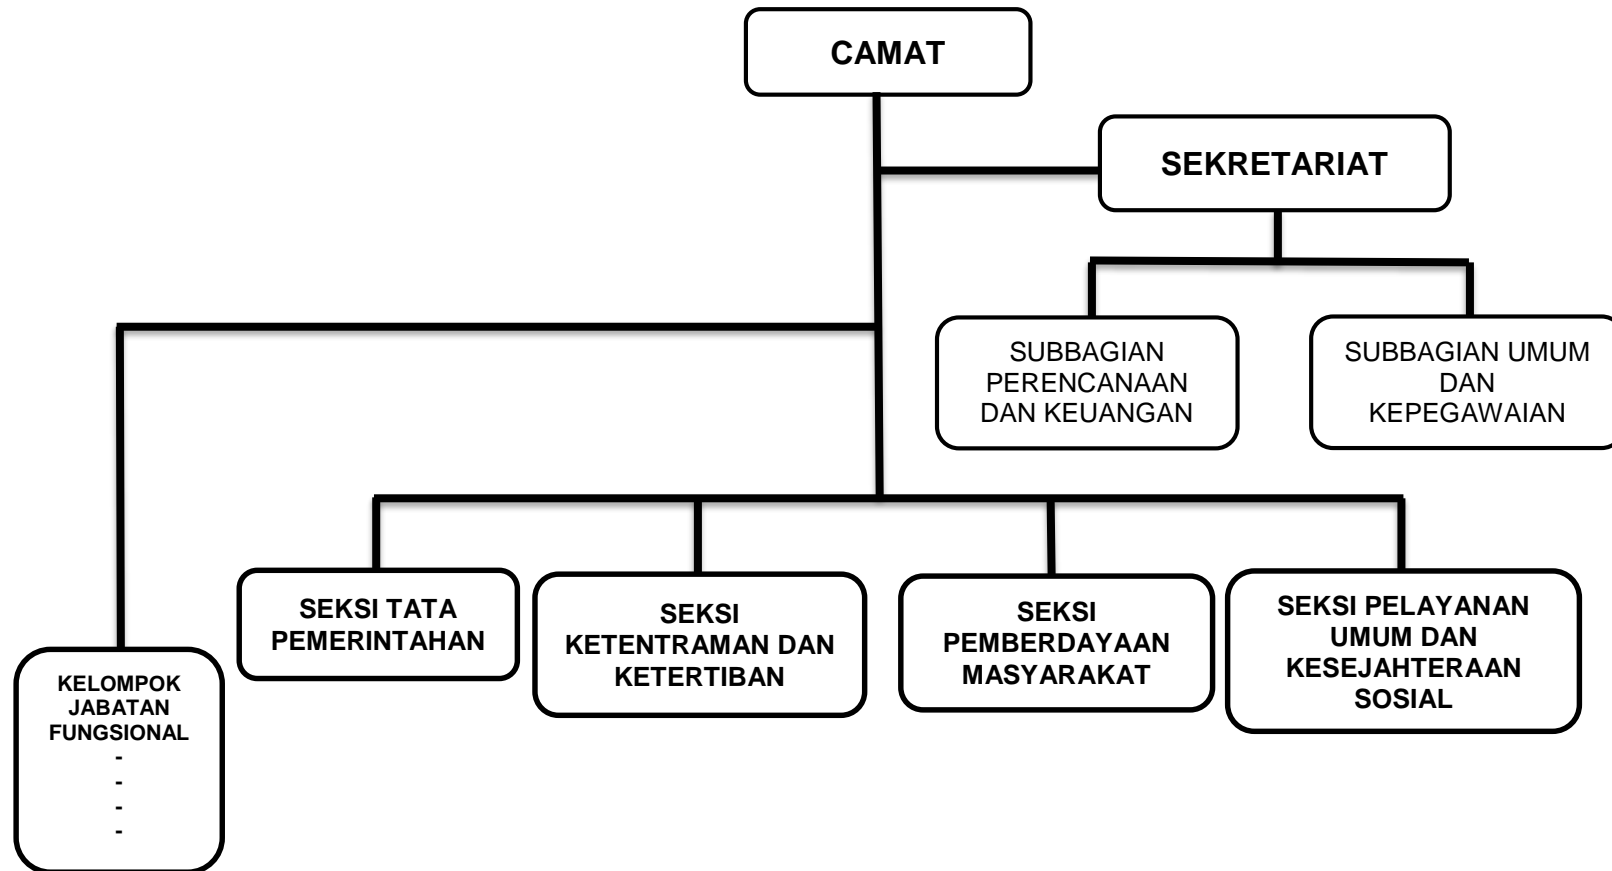 CAMAT
SEKRETARIAT
SUBBAGIAN
PERENCANAAN
DAN KEUANGAN
SUBBAGIAN UMUM
DAN
KEPEGAWAIAN
SEKSI TATA
PEMERINTAHAN
SEKSI
KETENTRAMAN DAN
KETERTIBAN
SEKSI
PEMBERDAYAAN
MASYARAKAT
SEKSI PELAYANAN
UMUM DAN
KESEJAHTERAAN
SOSIAL
KELOMPOK
JABATAN
FUNGSIONAL
-
-
-
-